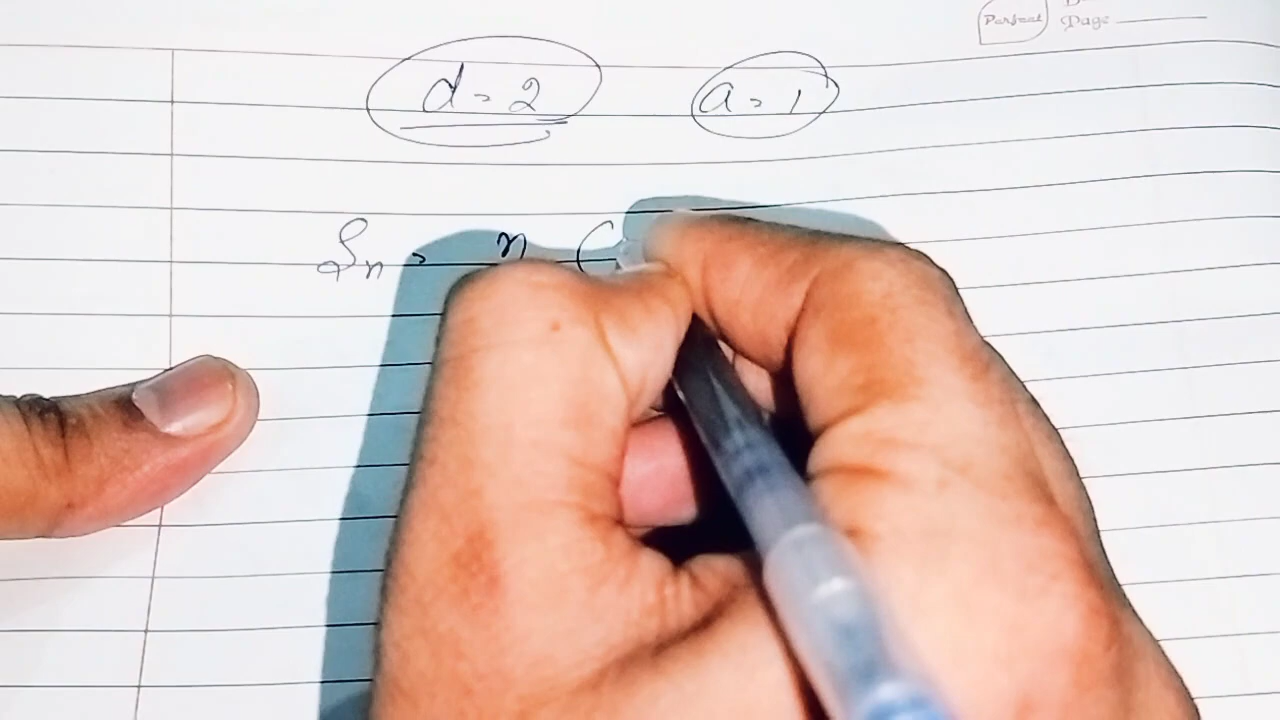 Perfect
Page
d = 2 a = 1
Sn = n (